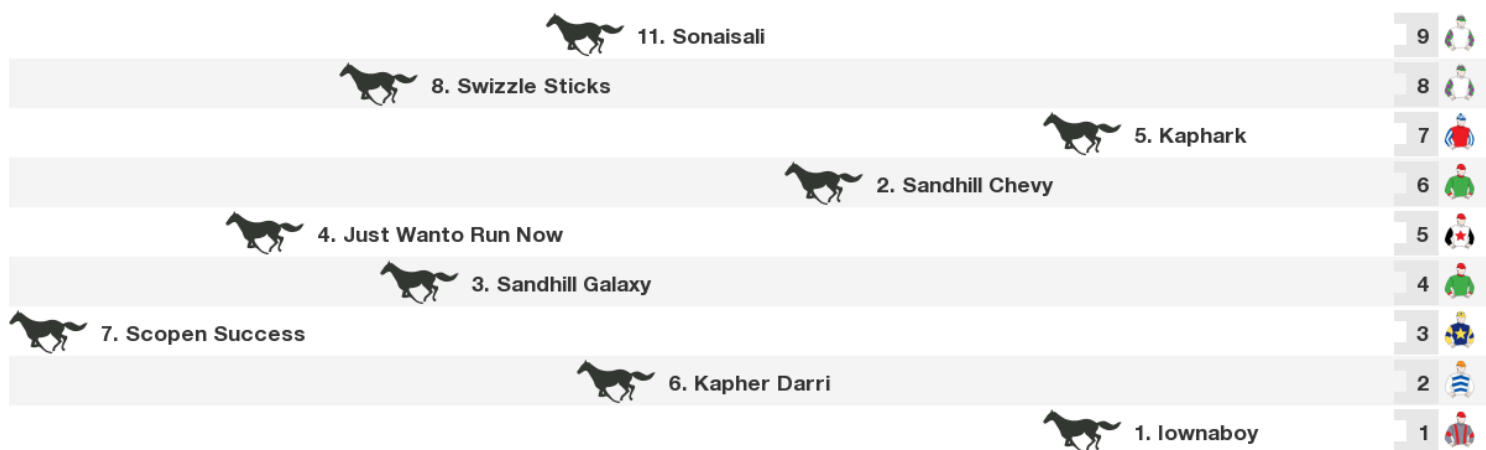 11. Sonaisali 9
8. Swizzle Sticks 8
5. Kaphark 7
2. Sandhill Chevy 6
4. Just Wanto Run Now 5
3. Sandhill Galaxy 4
7. Scopen Success 3
6. Kapher Darri 2
1. Iownaboy 1